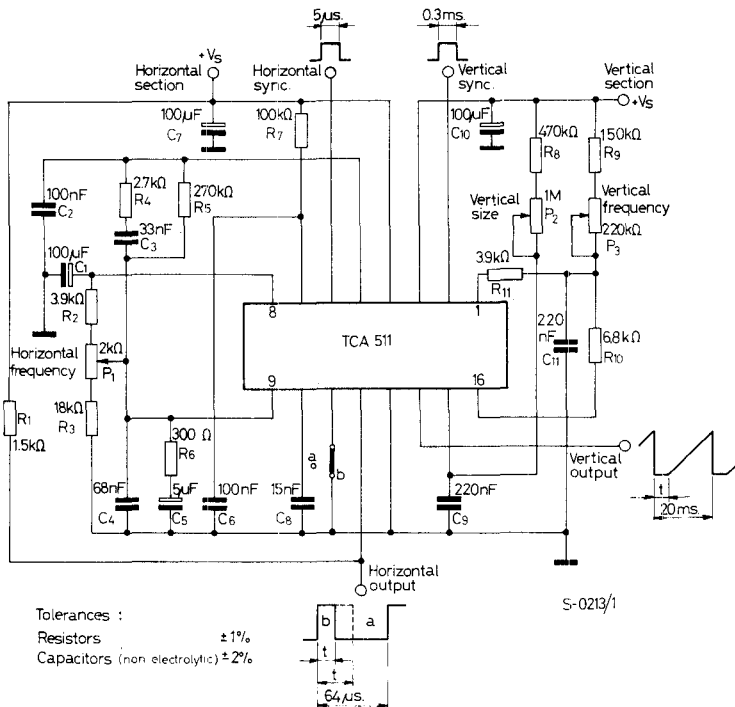 5μs.
0.3ms.
+Vs
Horizontal
section
Horizontal
sync.
Vertical
sync.
Vertical
section
+Vs
100μF
C7
100kΩ
R7
100μF
C10
470kΩ
R8
150kΩ
R9
100nF
C2
2.7kΩ
R4
270kΩ
R5
33nF
C3
Vertical
size
1M
P2
Vertical
frequency
220kΩ
P3
100μF
C1
3.9kΩ
R2
3.9kΩ
R11
8
1
TCA 511
220
nF
C11
6.8kΩ
R10
Horizontal
frequency
2kΩ
P1
9
16
R1
1.5kΩ
18kΩ
R3
300 Ω
R6
a
b
68nF
C4
5μF
C5
100nF
C6
15nF
C8
220nF
C9
Vertical
output
t
20ms.
Horizontal
output
S-0213/1
Tolerances :
Resistors ±1%
Capacitors (non electrolytic) ±2%
b
a
t
t
64μs.